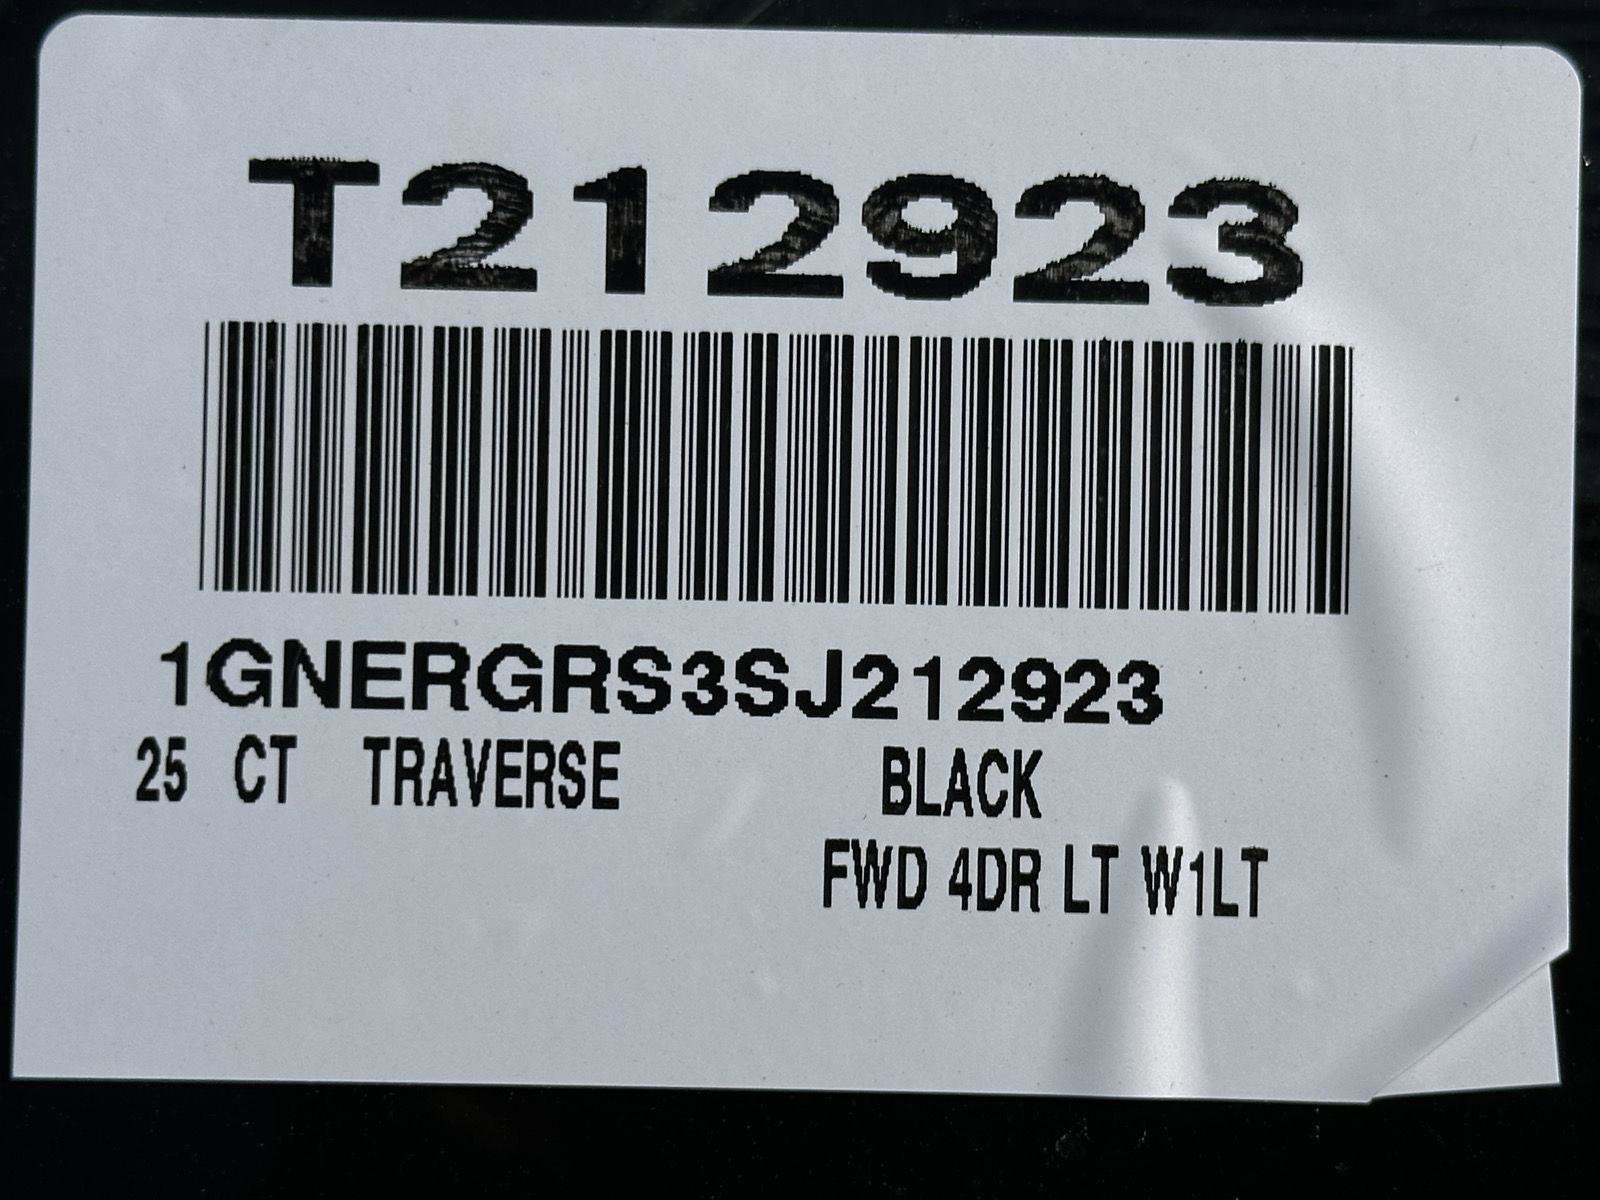 T212923
1GNERGRS3SJ212923
25 CT TRAVERSE BLACK
FWD 4DR LT W1LT